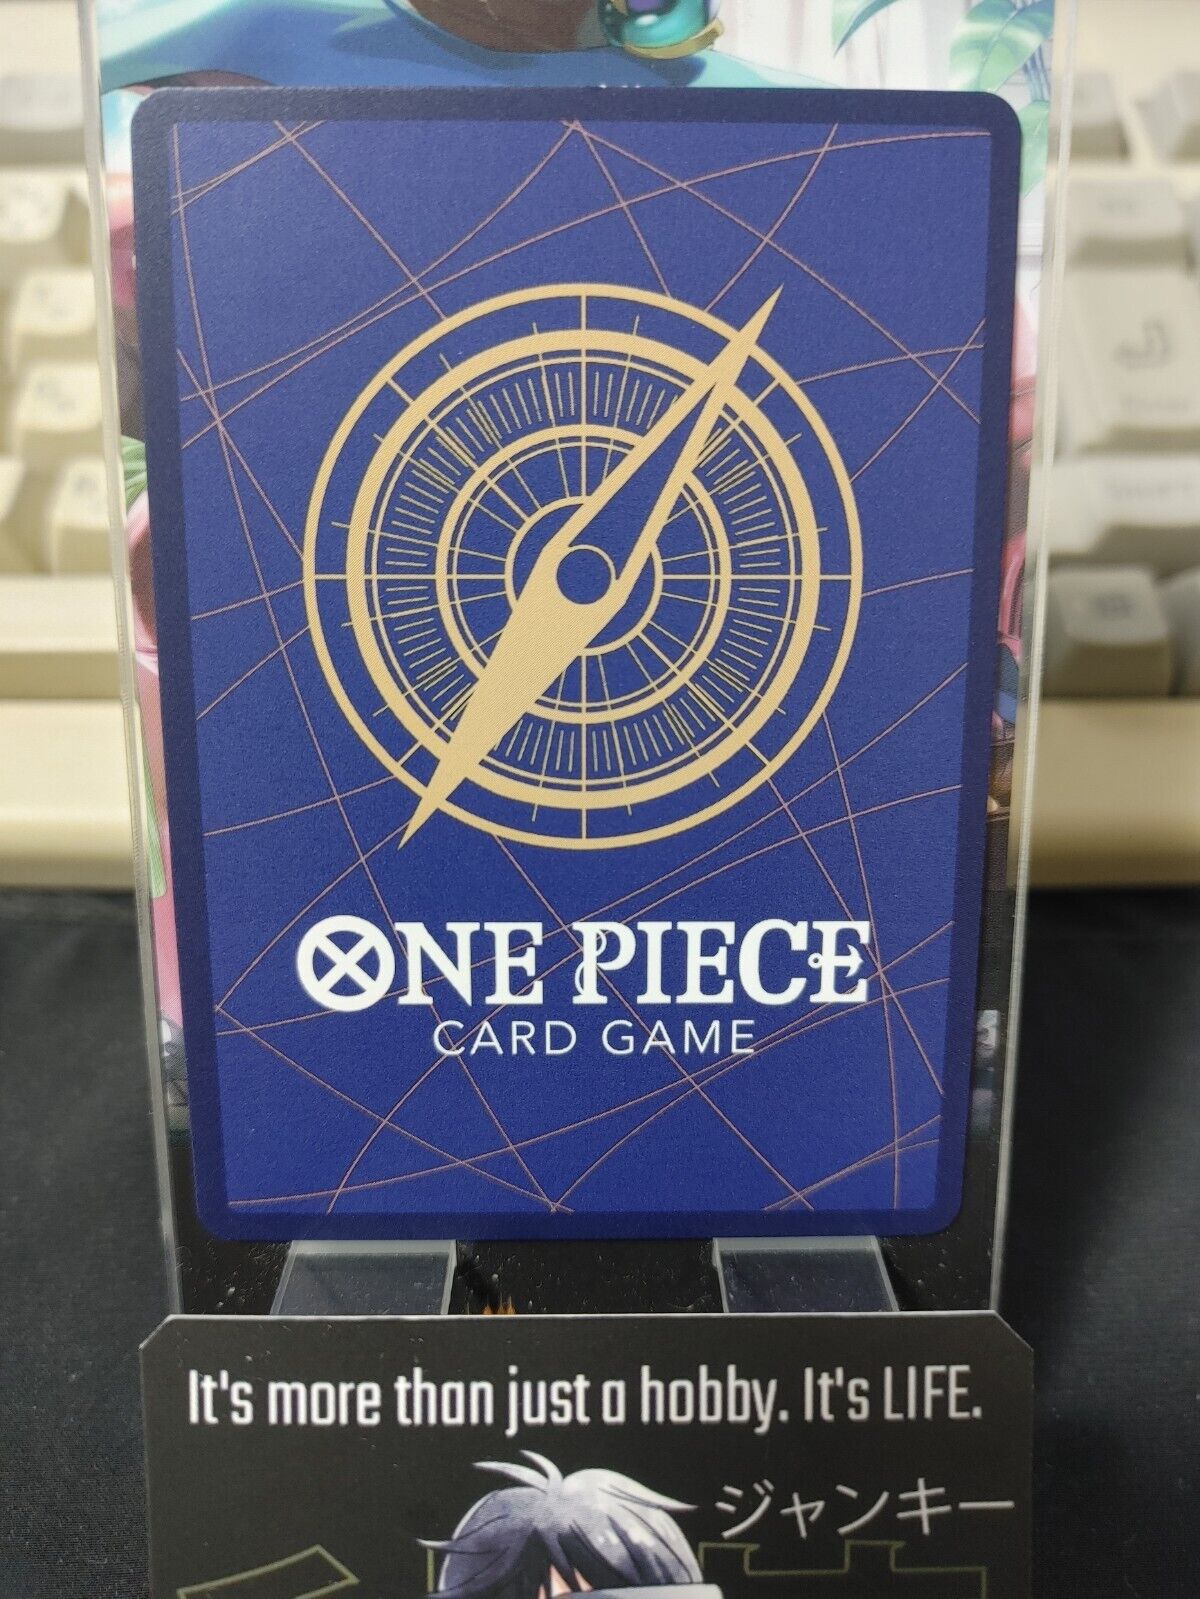 ONE PIECE
CARD GAME
It's more than just a hobby. It's LIFE.
ジャンキー